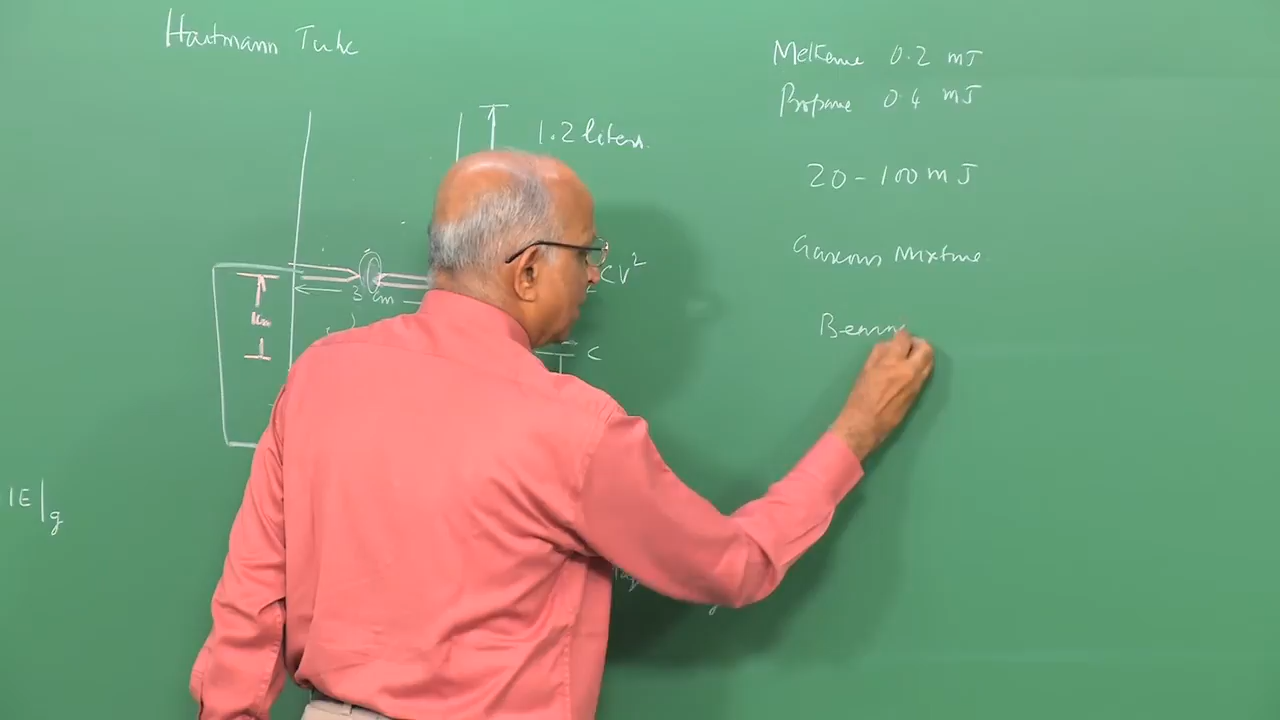 Hartmann Tube
Methane 0.2 mJ
Propane 0.4 mJ
1.2 liters
20-100 mJ
Gaseous Mixture
CV²
3 cm
C
IE|g